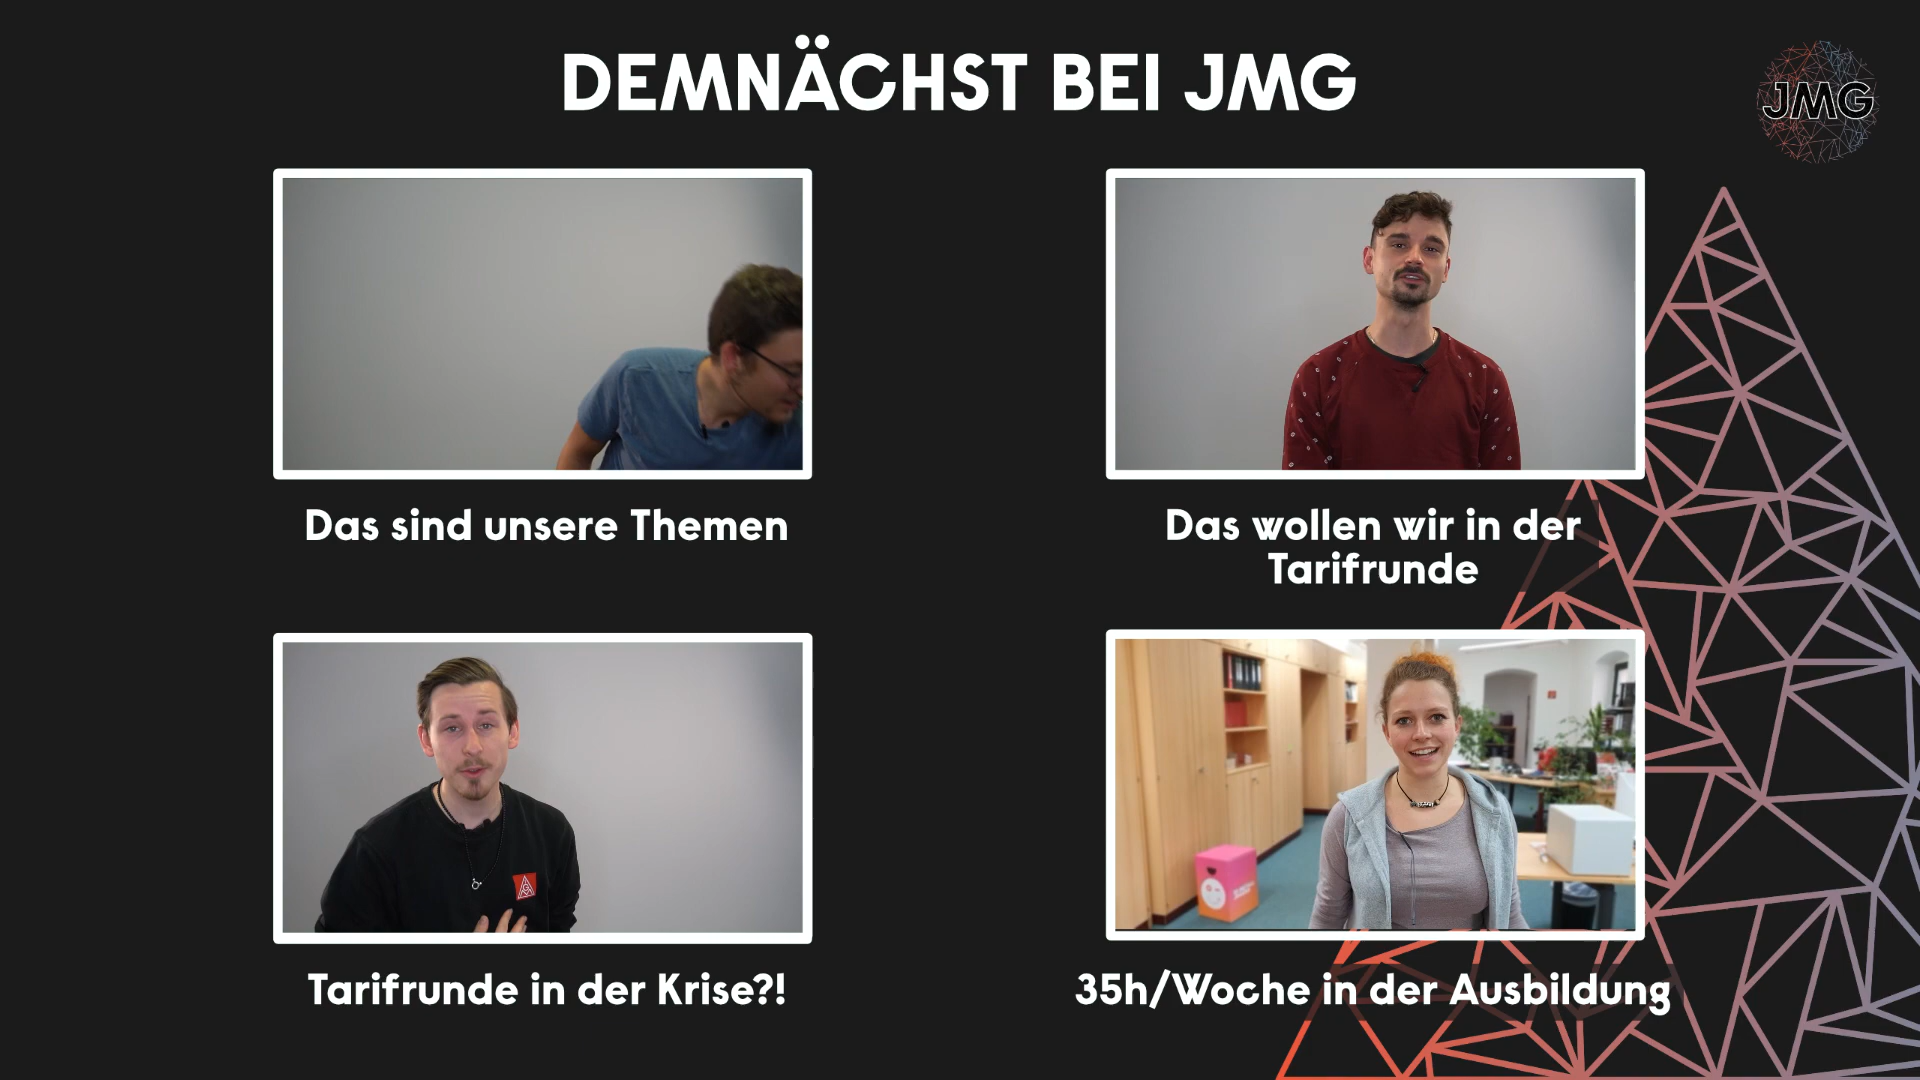 DEMNÄCHST BEI JMG
JMG
Das sind unsere Themen
Das wollen wir in der
Tarifrunde
Tarifrunde in der Krise?!
35h/Woche in der Ausbildung